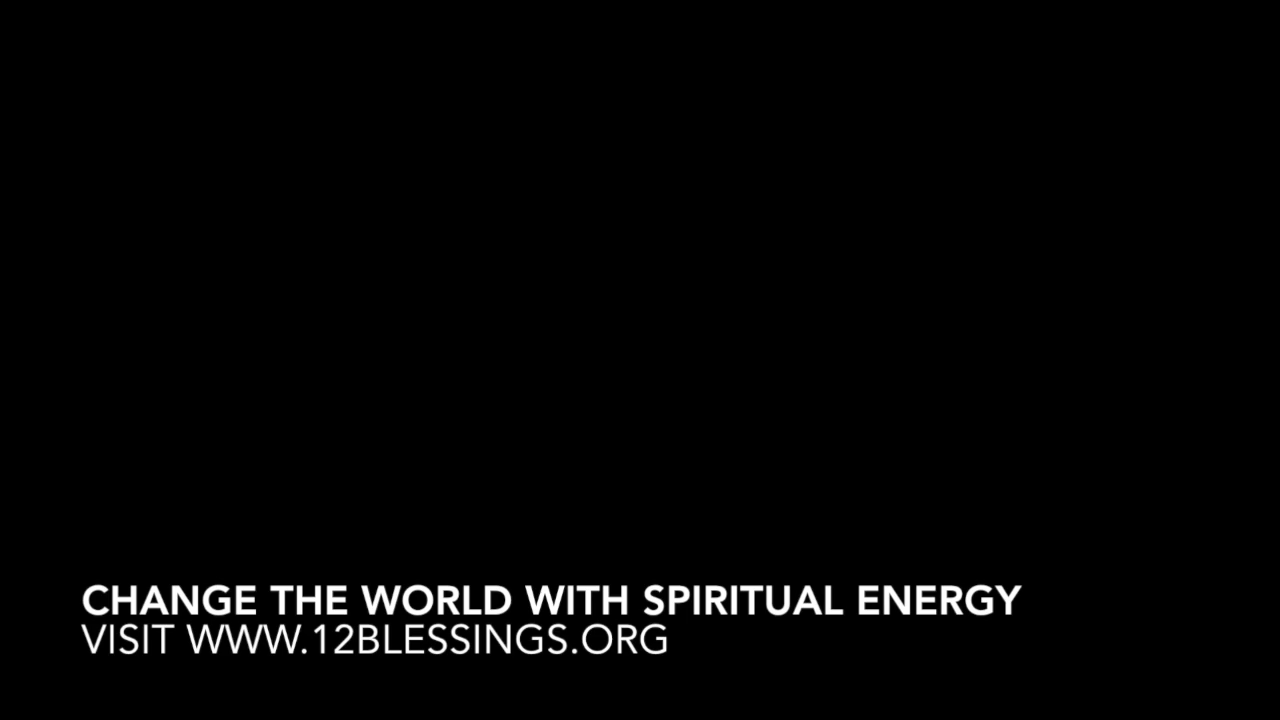 CHANGE THE WORLD WITH SPIRITUAL ENERGY
VISIT WWW.12BLESSINGS.ORG